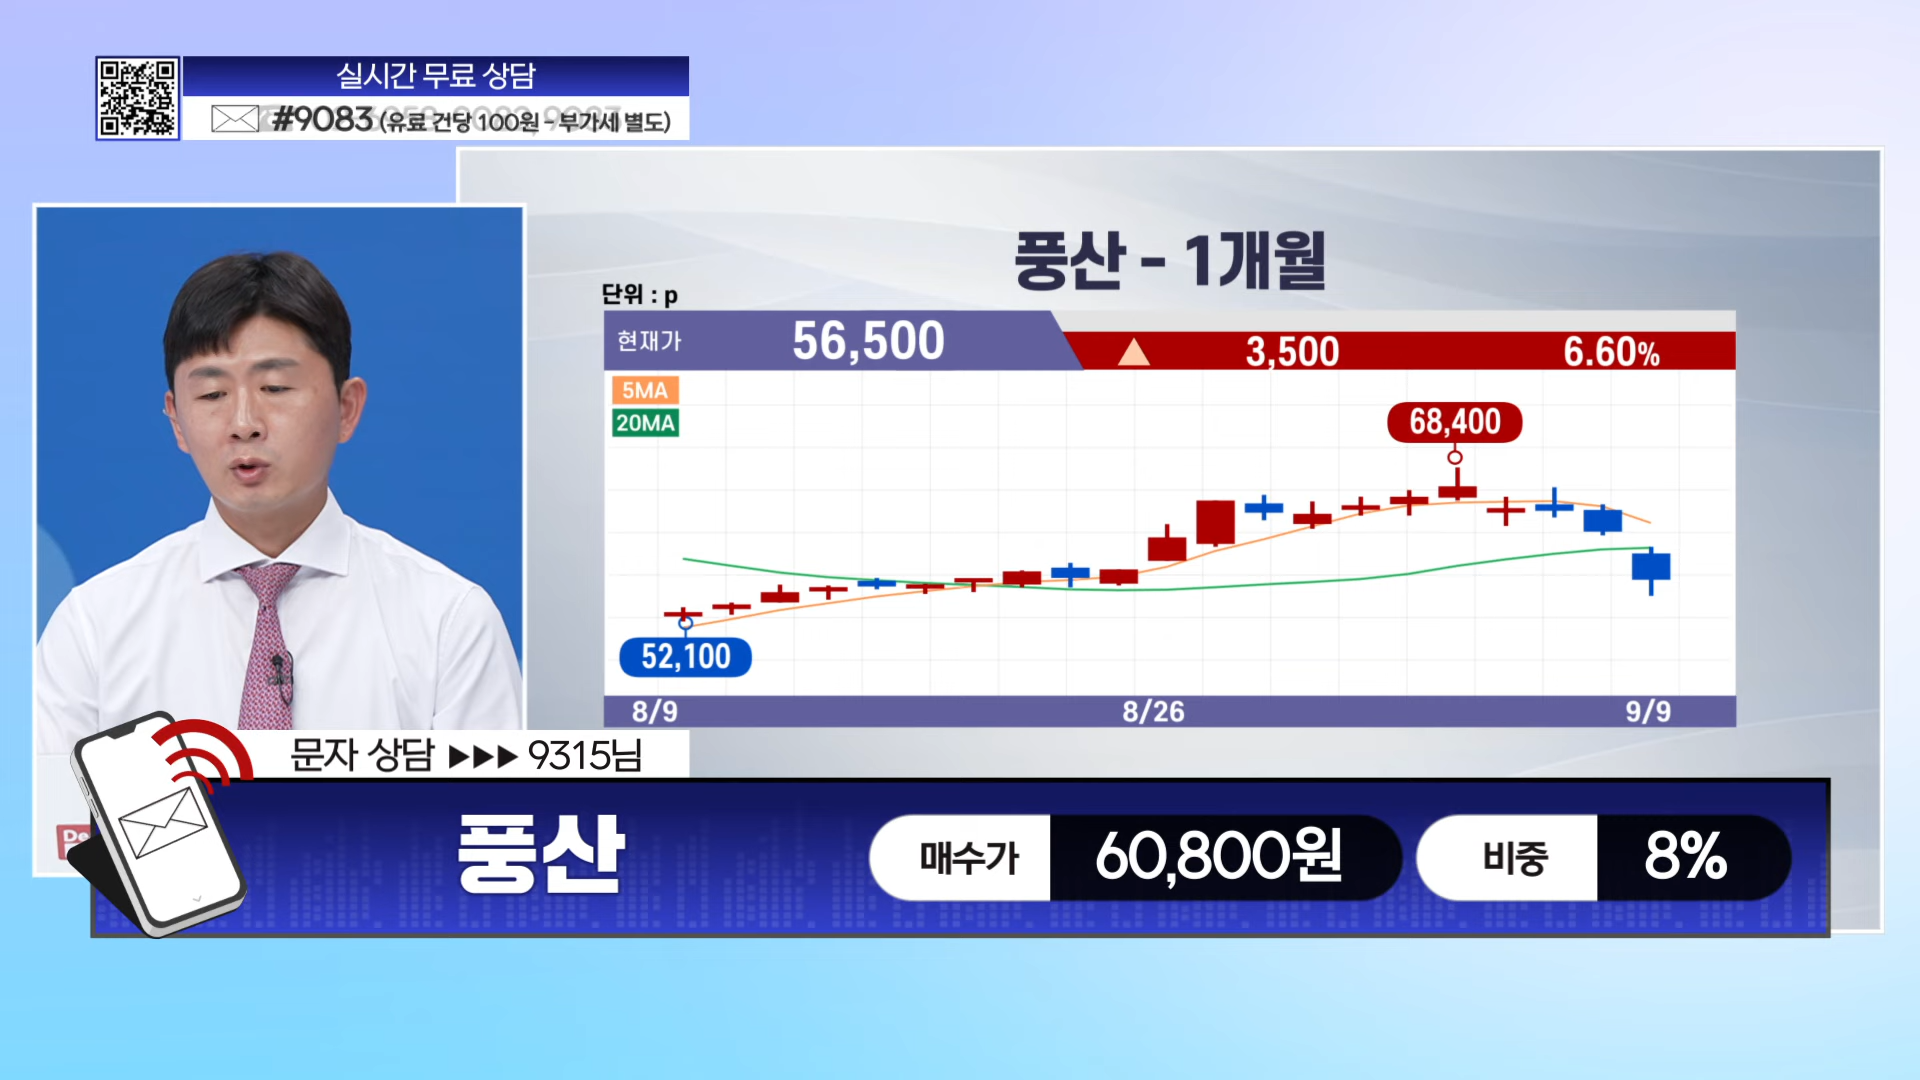 실시간 무료 상담
#9083 (유료 건당 100원 - 부가세 별도)
풍산 - 1개월
단위 : p
현재가 56,500 ▲ 3,500 6.60%
5MA
20MA
68,400
52,100
8/9 8/26 9/9
문자 상담 ▶▶▶ 9315님
풍산 매수가 60,800원 비중 8%